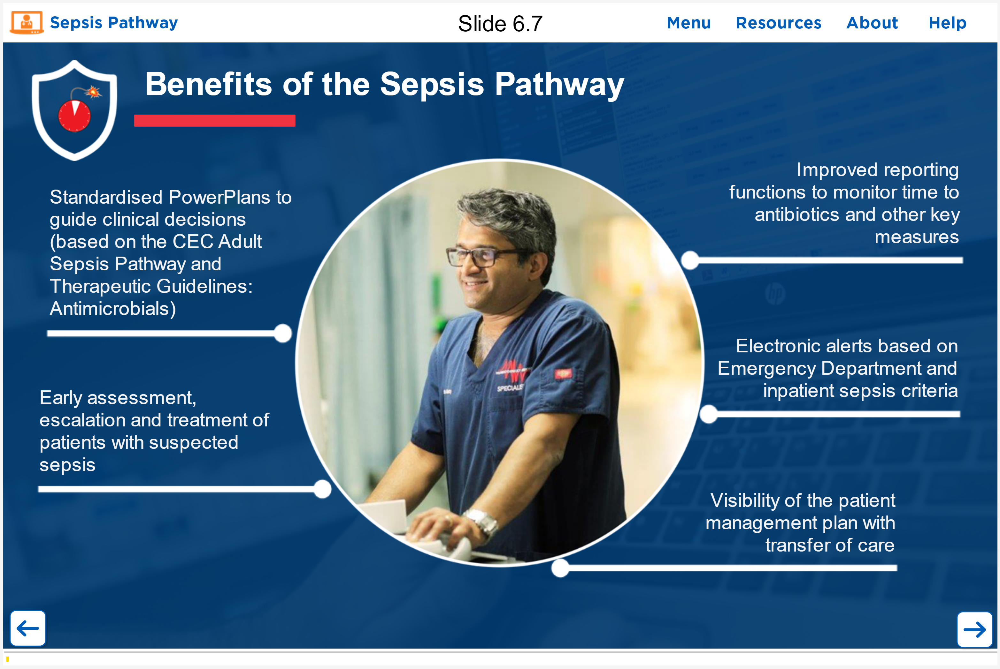 Sepsis Pathway
Slide 6.7
Menu
Resources
About
Help
Benefits of the Sepsis Pathway
Standardised PowerPlans to
guide clinical decisions
(based on the CEC Adult
Sepsis Pathway and
Therapeutic Guidelines:
Antimicrobials)
Early assessment,
escalation and treatment of
patients with suspected
sepsis
Improved reporting
functions to monitor time to
antibiotics and other key
measures
Electronic alerts based on
Emergency Department and
inpatient sepsis criteria
Visibility of the patient
management plan with
transfer of care
hp